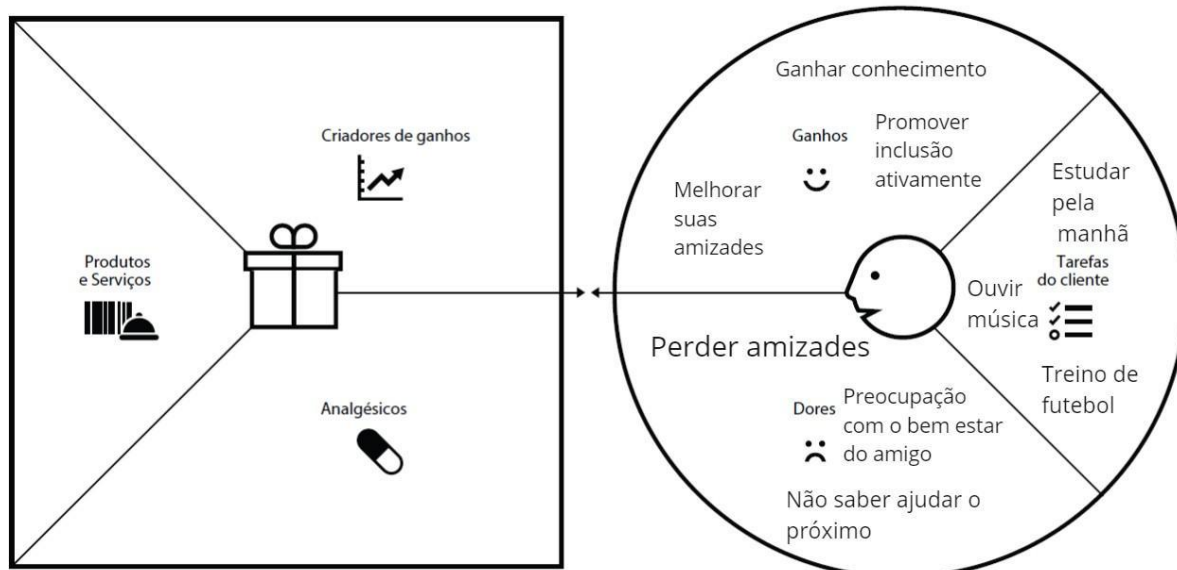 Criadores de ganhos
Produtos
e Serviços
Analgésicos
Ganhar conhecimento
Ganhos
Promover
inclusão
ativamente
Melhorar
suas
amizades
Estudar
pela
manhã
Tarefas
do cliente
Ouvir
música
Treino de
futebol
Perder amizades
Dores
Preocupação
com o bem estar
do amigo
Não saber ajudar o
próximo